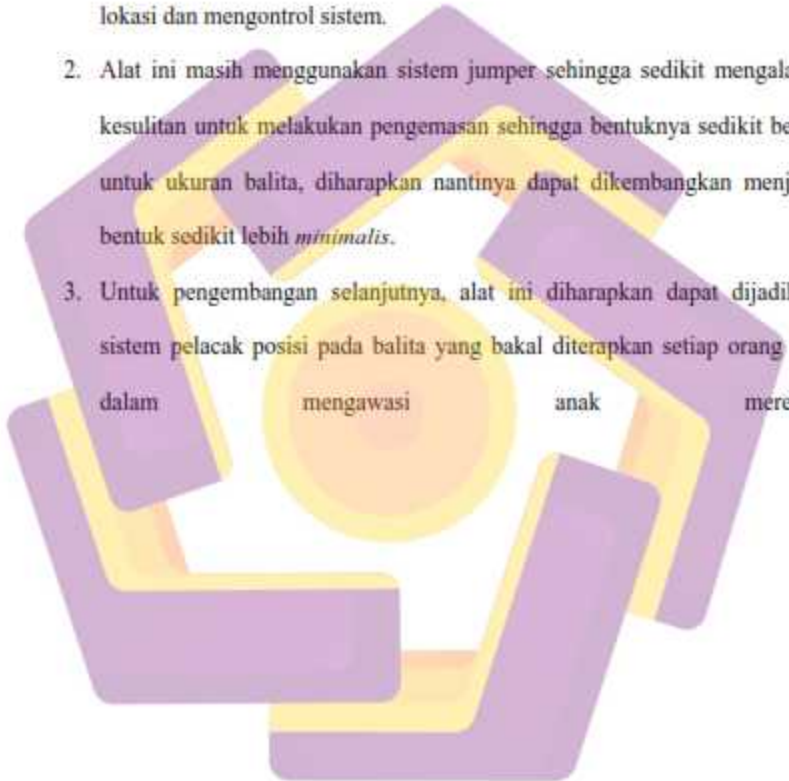 lokasi dan mengontrol sistem.
2. Alat ini masih menggunakan sistem jumper sehingga sedikit mengala
kesulitan untuk melakukan pengemasan sehingga bentuknya sedikit be
untuk ukuran balita, diharapkan nantinya dapat dikembangkan menj
bentuk sedikit lebih minimalis.
3. Untuk pengembangan selanjutnya, alat ini diharapkan dapat dijadil
sistem pelacak posisi pada balita yang bakal diterapkan setiap orang
dalam mengawasi anak mere